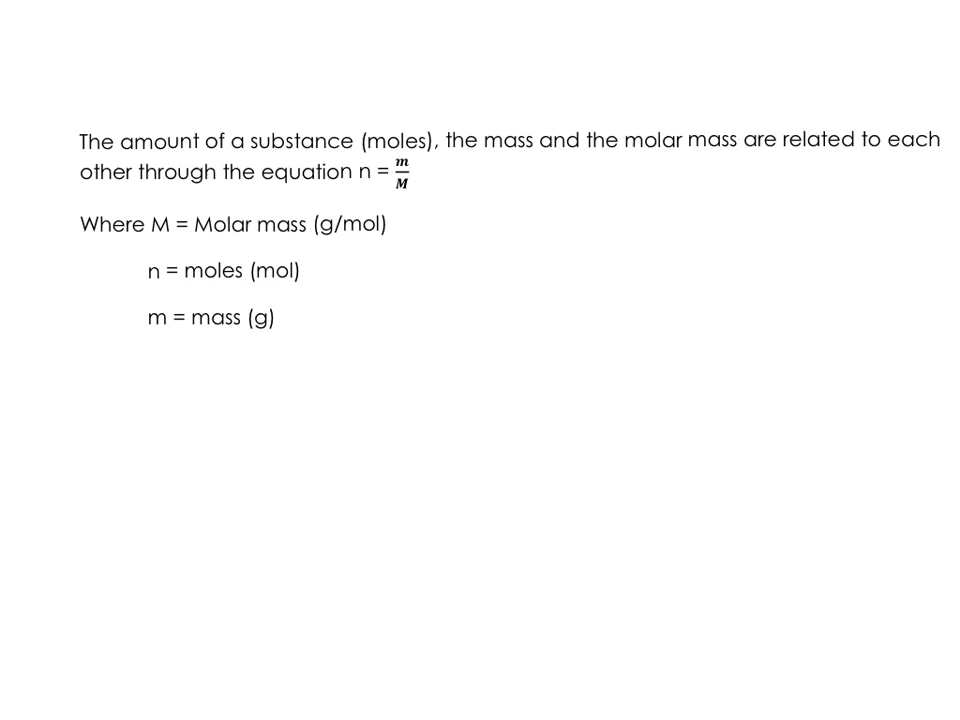 The amount of a substance (moles), the mass and the molar mass are related to each
other through the equation n = m/M
Where M = Molar mass (g/mol)
n = moles (mol)
m = mass (g)